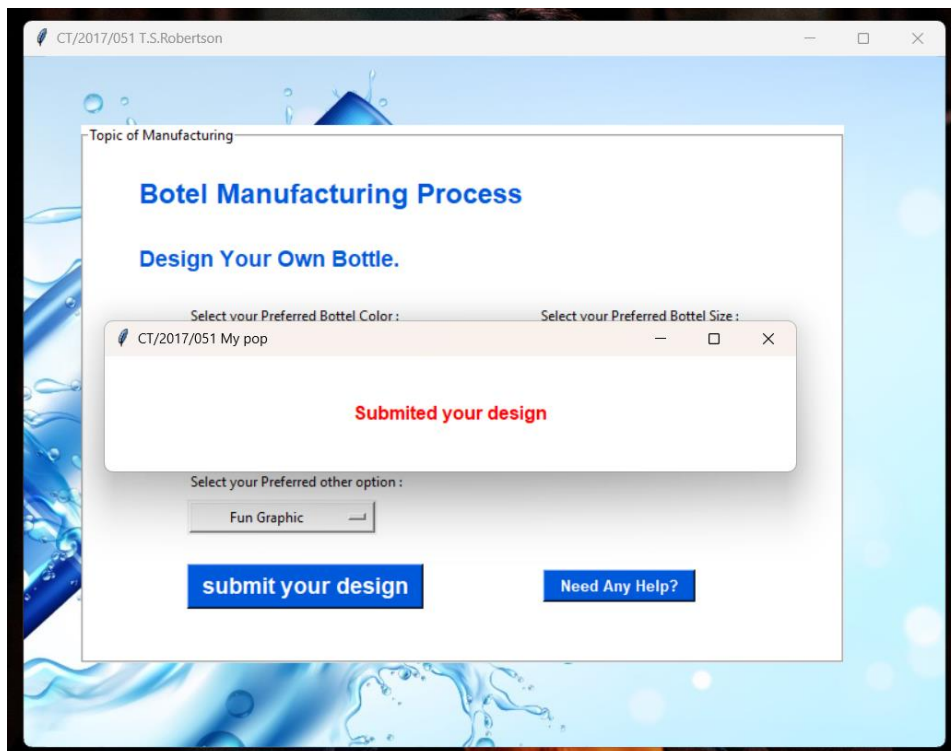 CT/2017/051 T.S.Robertson
Topic of Manufacturing
Botel Manufacturing Process
Design Your Own Bottle.
Select your Preferred Bottel Color :
Select your Preferred Bottel Size :
CT/2017/051 My pop
Submited your design
Select your Preferred other option :
Fun Graphic
submit your design
Need Any Help?